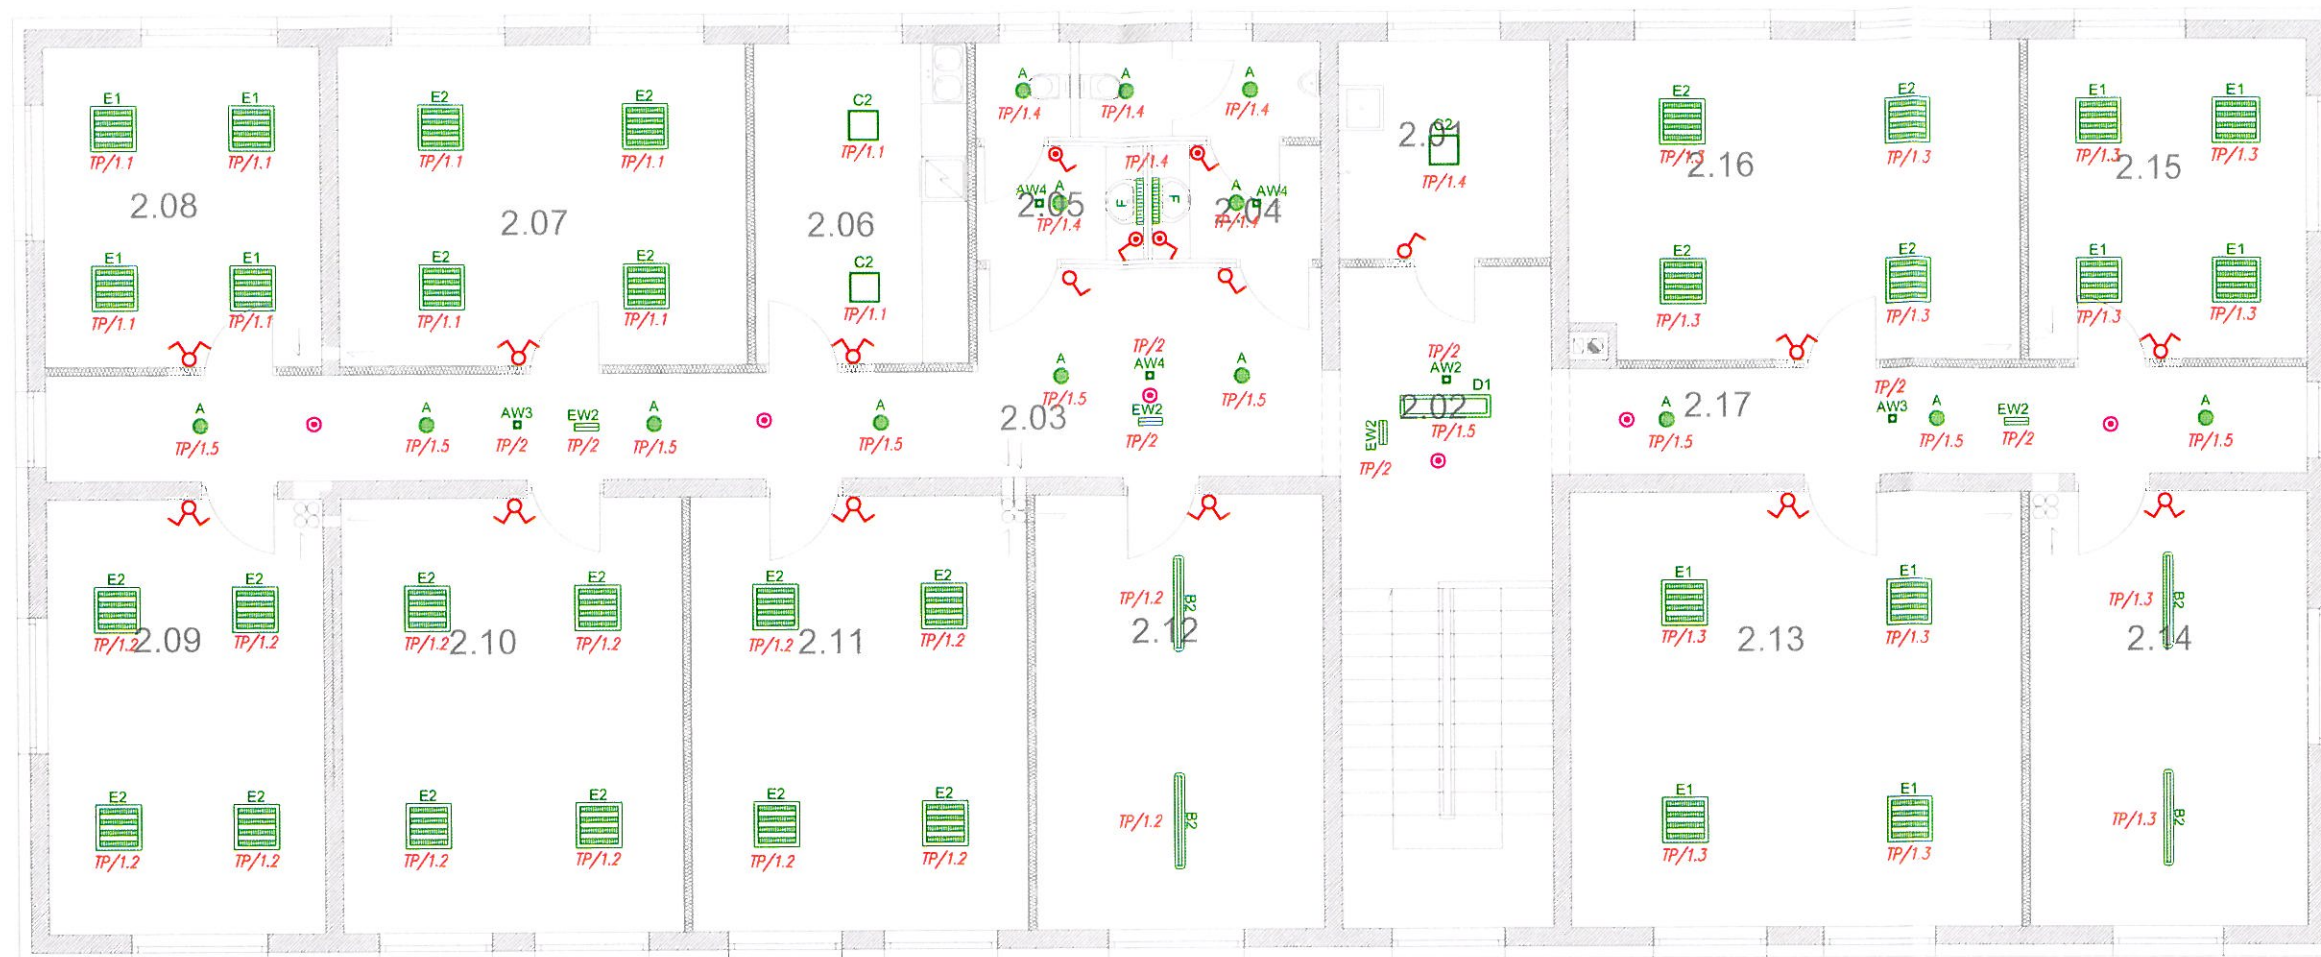 A
A
A
TP/1.4
TP/1.4
TP/1.4
E1
E1
E2
E2
C2
E2
E2
E1
E1
TP/1.1
TP/1.1
TP/1.1
TP/1.1
TP/1.1
C2
2.01
TP/1.4
TP/1.3
TP/1.3
TP/1.3
TP/1.3
2.16
2.15
TP/1.4
2.08
2.07
2.06
AW4
A
2.05
TP/1.4
F
F
A
AW4
2.04
TP/1.4
E1
E1
E2
E2
C2
E2
E2
E1
E1
TP/1.1
TP/1.1
TP/1.1
TP/1.1
TP/1.1
TP/1.3
TP/1.3
TP/1.3
TP/1.3
A
TP/1.5
TP/2
AW4
A
TP/1.5
TP/2
AW2
D1
2.02
TP/1.5
TP/2
AW3
A
TP/1.5
A
TP/1.5
AW3
TP/2
EW2
TP/2
A
TP/1.5
A
TP/1.5
2.03
EW2
TP/2
EW2
TP/2
A
TP/1.5
2.17
A
TP/1.5
EW2
TP/2
A
TP/1.5
E2
E2
E2
E2
E2
E2
TP/1.2
B2
E1
E1
TP/1.3
B2
TP/1.2
2.09
TP/1.2
TP/1.2
2.10
TP/1.2
TP/1.2
2.11
TP/1.2
2.12
TP/1.3
2.13
TP/1.3
2.14
E2
E2
E2
E2
E2
E2
TP/1.2
B2
E1
E1
TP/1.3
B2
TP/1.2
TP/1.2
TP/1.2
TP/1.2
TP/1.2
TP/1.2
TP/1.3
TP/1.3